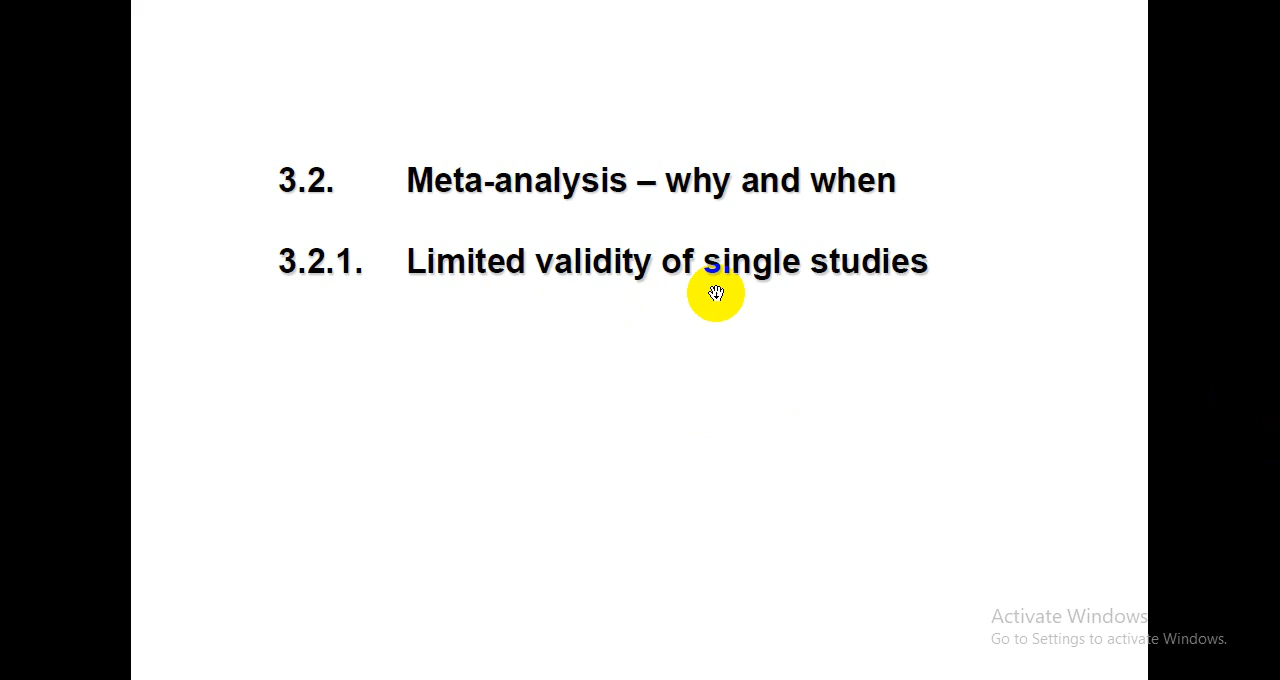 3.2. Meta-analysis – why and when
3.2.1. Limited validity of single studies
Activate Windows
Go to Settings to activate Windows.